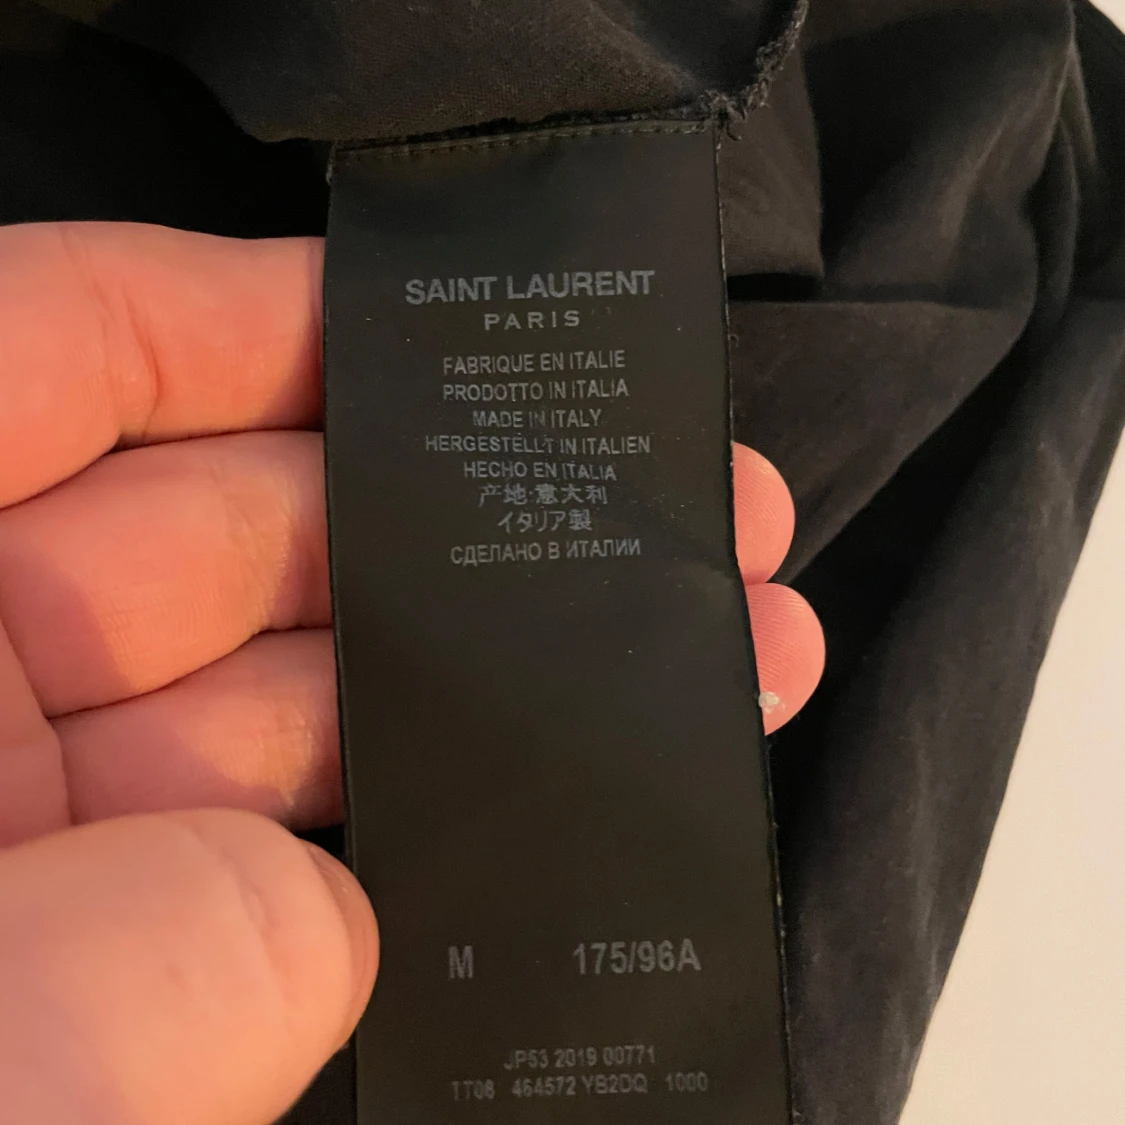 SAINT LAURENT
PARIS
FABRIQUE EN ITALIE
PRODOTTO IN ITALIA
MADE IN ITALY
HERGESTELLT IN ITALIEN
HECHO EN ITALIA
产地:意大利
イタリア製
СДЕЛАНО В ИТАЛИИ
M 175/96A
JP53 2019 00771
TT08 464572 YB2DQ 1000